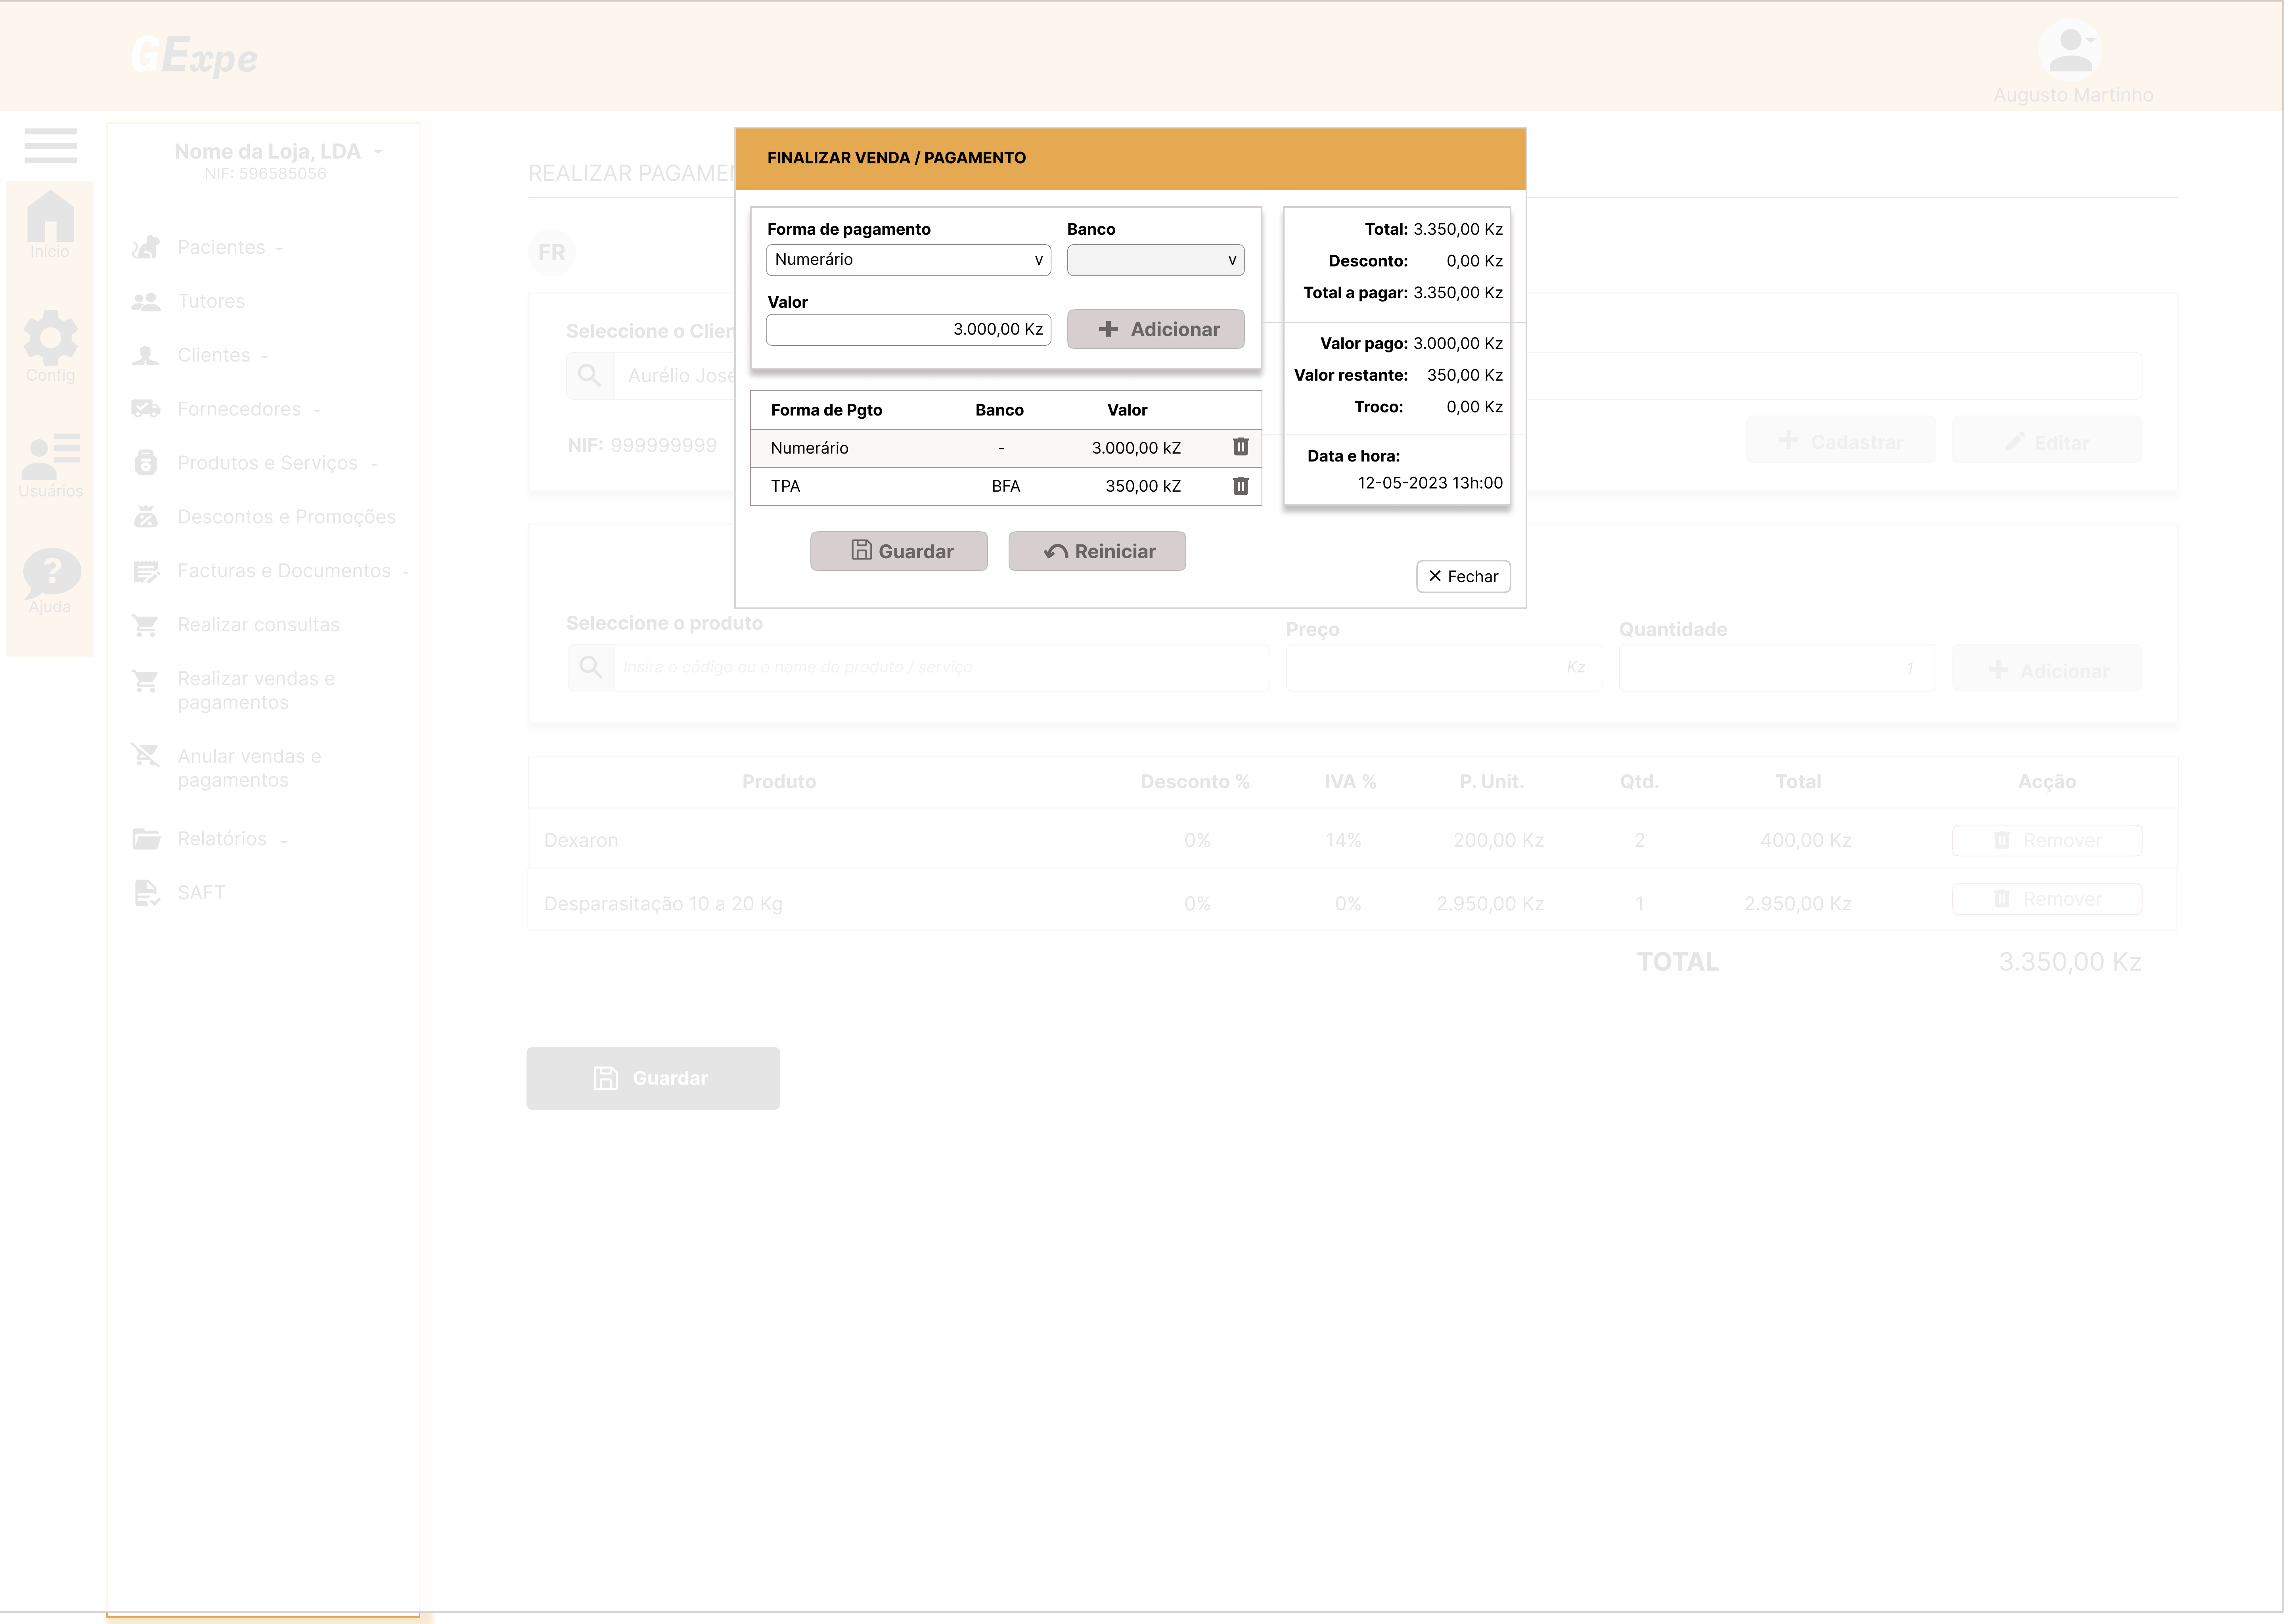 GExpe
Augusto Martinho
Início
Config
Usuários
Ajuda
Nome da Loja, LDA
NIF: 596585056
Pacientes
Tutores
Clientes
Fornecedores
Produtos e Serviços
Descontos e Promoções
Facturas e Documentos
Realizar consultas
Realizar vendas e
pagamentos
Anular vendas e
pagamentos
Relatórios
SAFT
REALIZAR PAGAMEN
FR
Seleccione o Clien
Aurélio José
NIF: 999999999
Cadastrar
Editar
FINALIZAR VENDA / PAGAMENTO
Forma de pagamento
Banco
Numerário v
v
Valor
3.000,00 Kz
Adicionar
Forma de Pgto Banco Valor
Numerário - 3.000,00 kZ
TPA BFA 350,00 kZ
Guardar
Reiniciar
Total: 3.350,00 Kz
Desconto: 0,00 Kz
Total a pagar: 3.350,00 Kz
Valor pago: 3.000,00 Kz
Valor restante: 350,00 Kz
Troco: 0,00 Kz
Data e hora:
12-05-2023 13h:00
Fechar
Seleccione o produto
Preço
Quantidade
Insira o código ou o nome do produto / serviço
Kz
1
Adicionar
Produto Desconto % IVA % P. Unit. Qtd. Total Acção
Dexaron 0% 14% 200,00 Kz 2 400,00 Kz Remover
Desparasitação 10 a 20 Kg 0% 0% 2.950,00 Kz 1 2.950,00 Kz Remover
TOTAL 3.350,00 Kz
Guardar